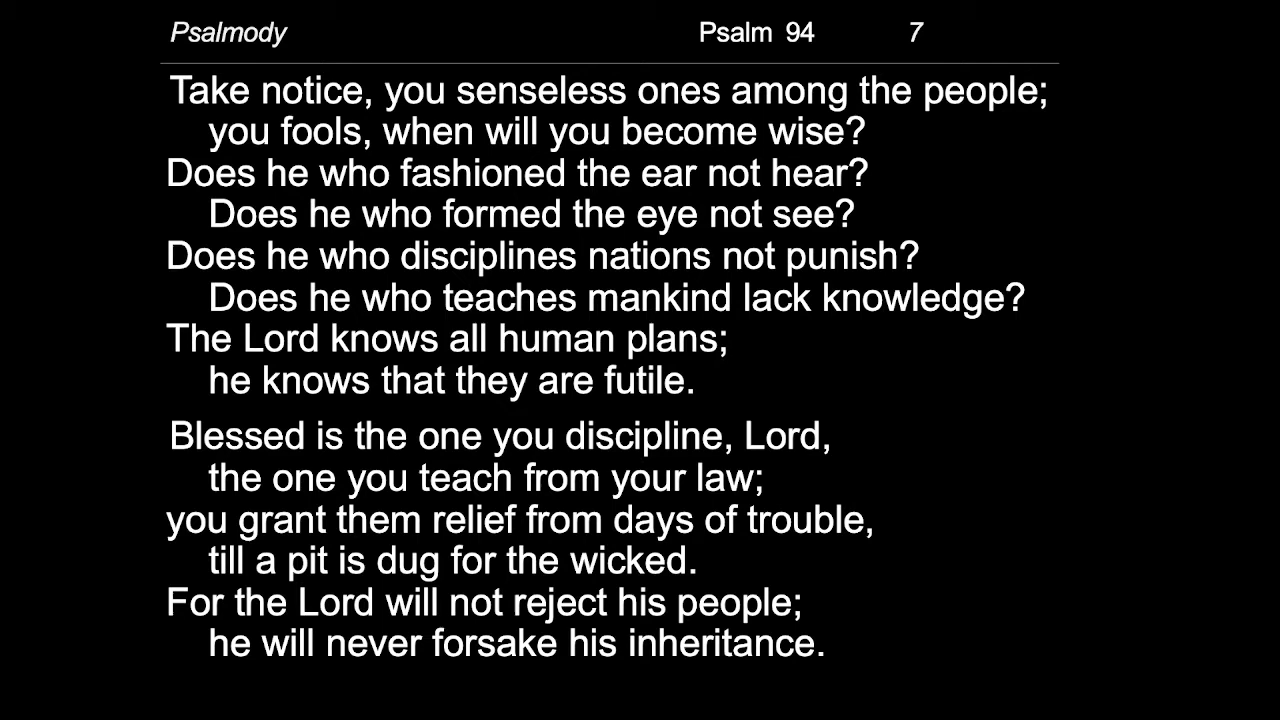 Psalmody Psalm 94 7
Take notice, you senseless ones among the people;
you fools, when will you become wise?
Does he who fashioned the ear not hear?
Does he who formed the eye not see?
Does he who disciplines nations not punish?
Does he who teaches mankind lack knowledge?
The Lord knows all human plans;
he knows that they are futile.
Blessed is the one you discipline, Lord,
the one you teach from your law;
you grant them relief from days of trouble,
till a pit is dug for the wicked.
For the Lord will not reject his people;
he will never forsake his inheritance.